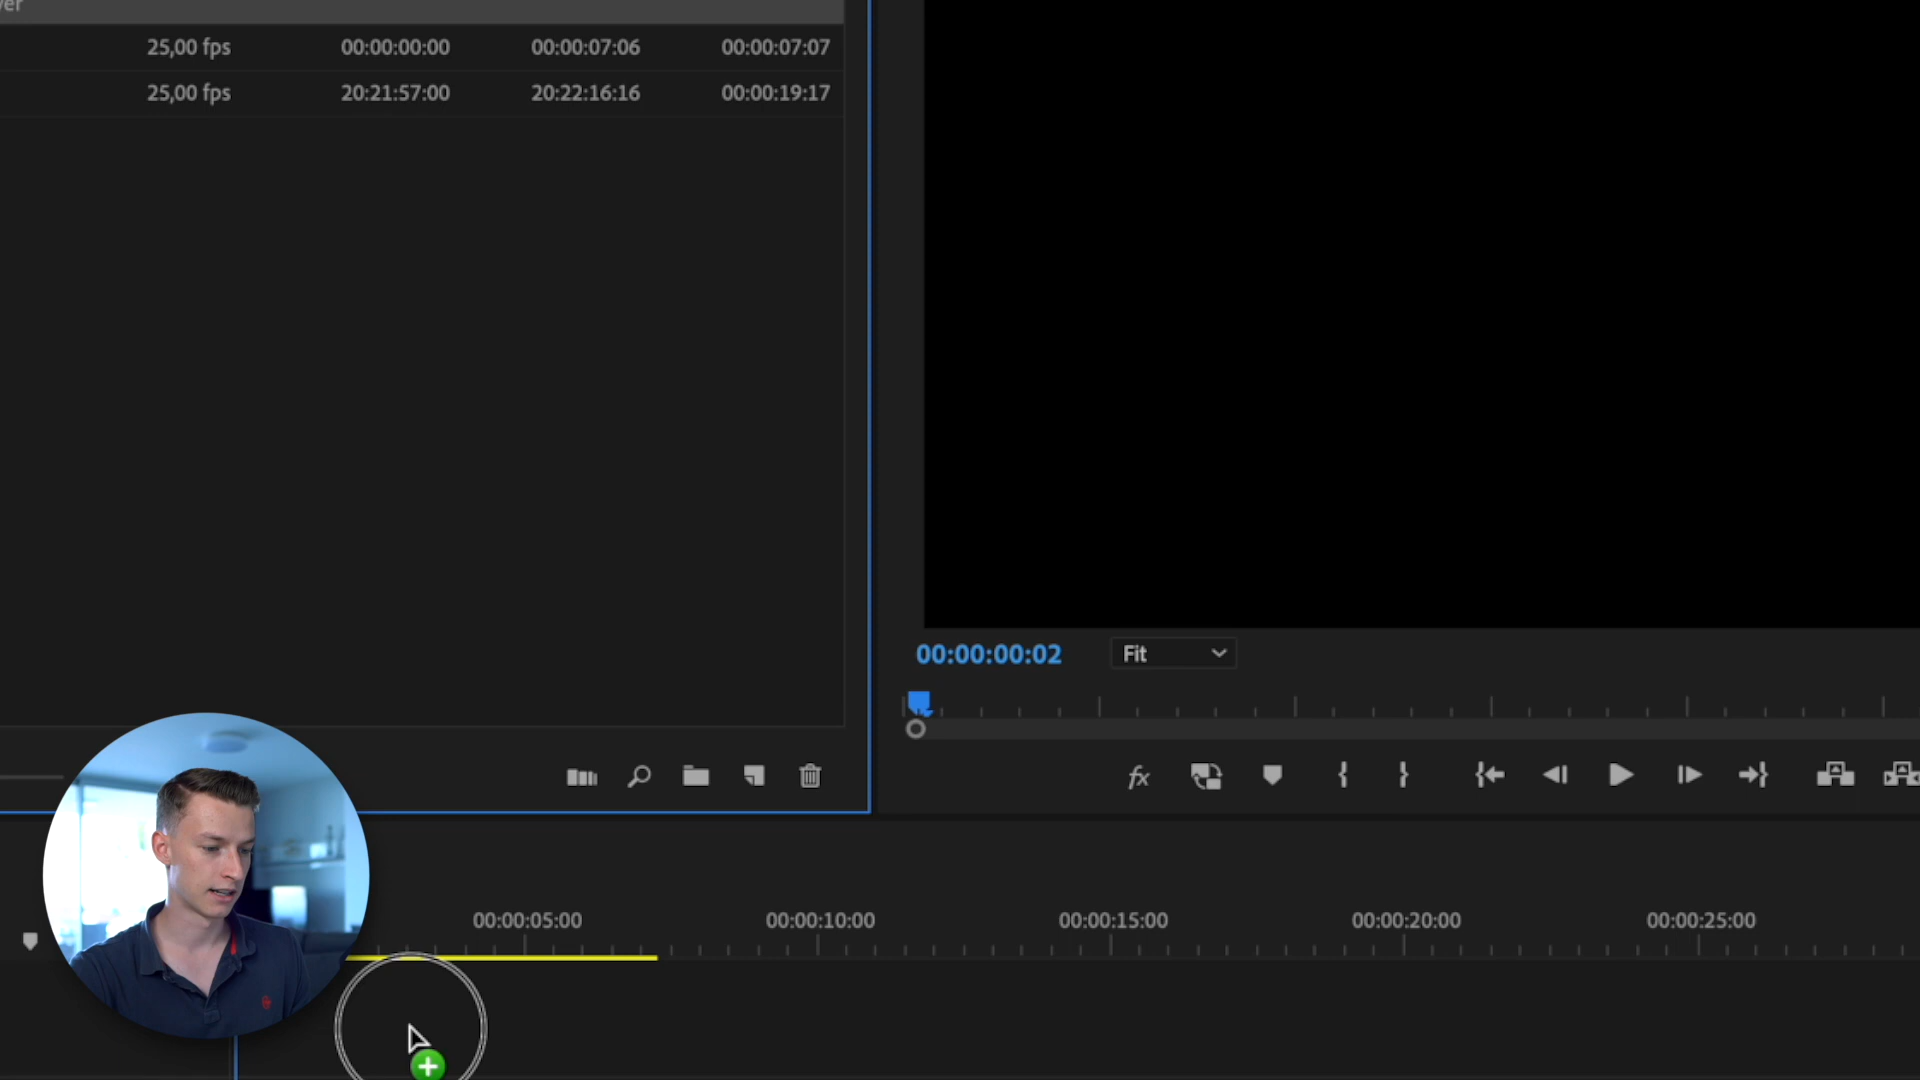 25,00 fps 00:00:00:00 00:00:07:06 00:00:07:07
25,00 fps 20:21:57:00 20:22:16:16 00:00:19:17
00:00:00:02 Fit
fx
00:00:05:00 00:00:10:00 00:00:15:00 00:00:20:00 00:00:25:00